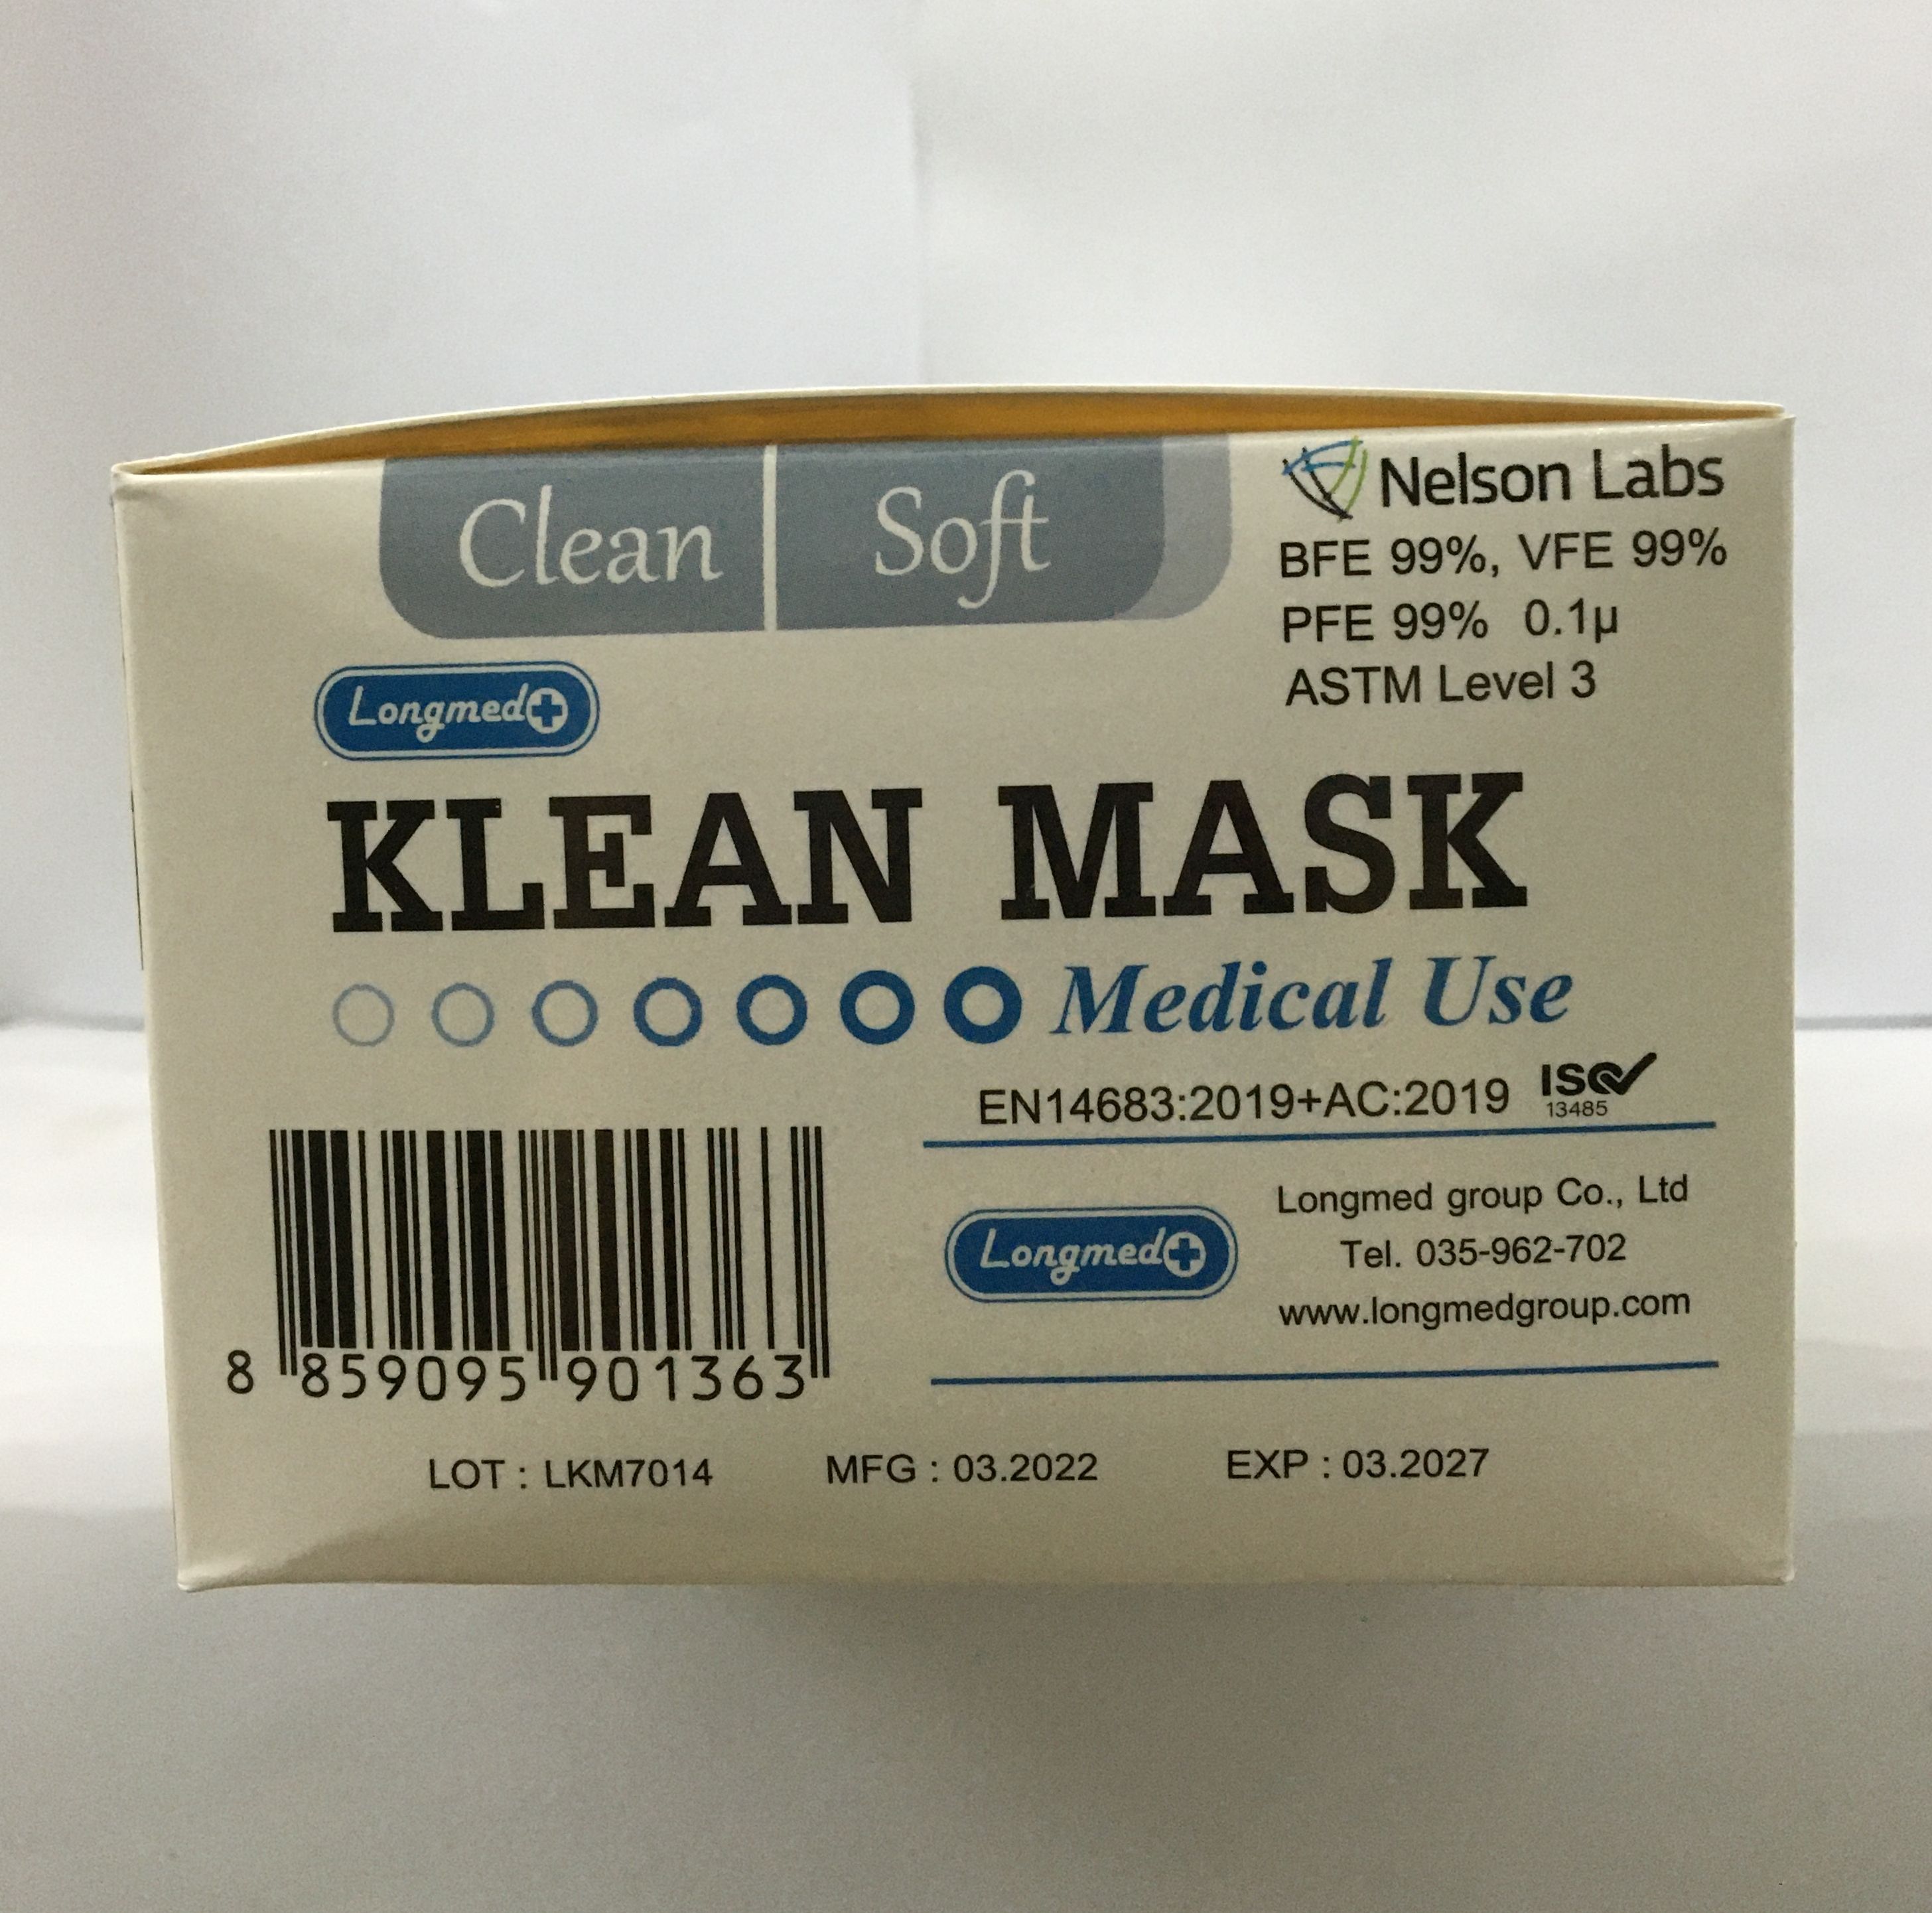 Clean Soft
Nelson Labs
BFE 99%, VFE 99%
PFE 99% 0.1µ
ASTM Level 3
Longmed
KLEAN MASK
Medical Use
EN14683:2019+AC:2019 ISO
13485
Longmed
Longmed group Co., Ltd
Tel. 035-962-702
www.longmedgroup.com
8 859095 901363
LOT : LKM7014 MFG : 03.2022 EXP : 03.2027